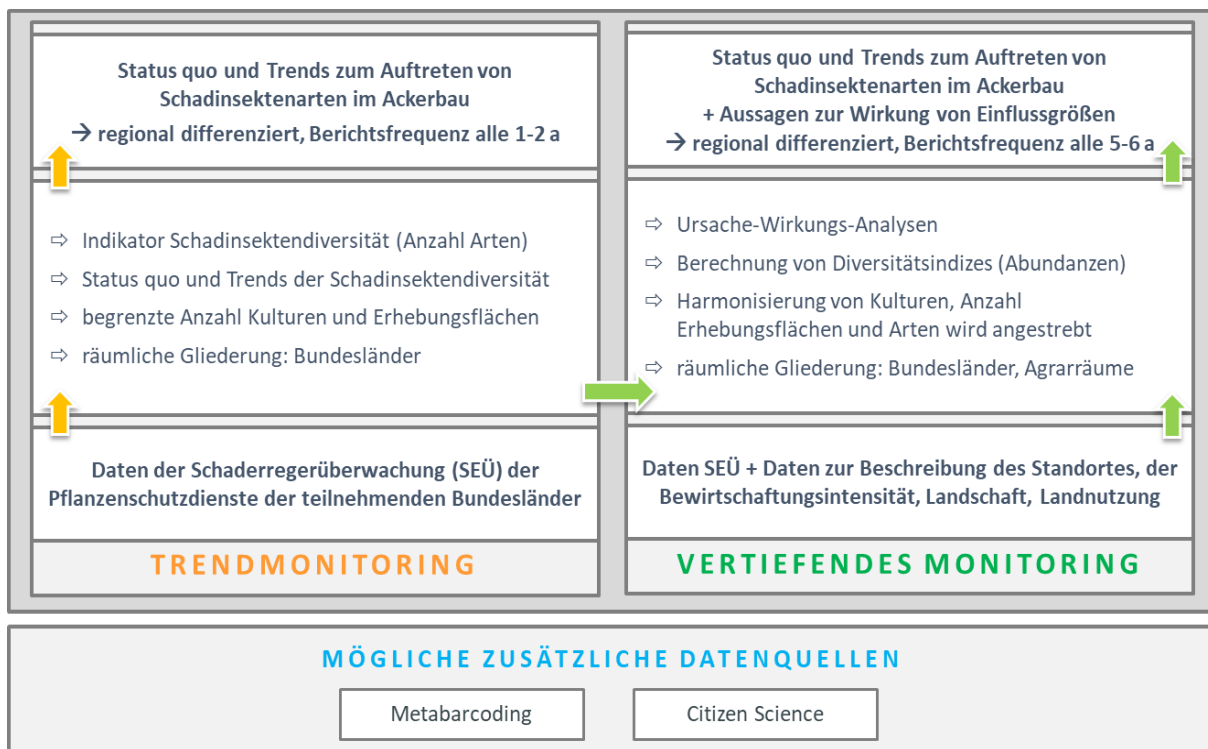 Status quo und Trends zum Auftreten von
Schadinsektenarten im Ackerbau
→ regional differenziert, Berichtsfrequenz alle 1-2 a
⇨ Indikator Schadinsektendiversität (Anzahl Arten)
⇨ Status quo und Trends der Schadinsektendiversität
⇨ begrenzte Anzahl Kulturen und Erhebungsflächen
⇨ räumliche Gliederung: Bundesländer
Daten der Schaderregerüberwachung (SEÜ) der
Pflanzenschutzdienste der teilnehmenden Bundesländer
TRENDMONITORING
Status quo und Trends zum Auftreten von
Schadinsektenarten im Ackerbau
+ Aussagen zur Wirkung von Einflussgrößen
→ regional differenziert, Berichtsfrequenz alle 5-6 a
⇨ Ursache-Wirkungs-Analysen
⇨ Berechnung von Diversitätsindizes (Abundanzen)
⇨ Harmonisierung von Kulturen, Anzahl
Erhebungsflächen und Arten wird angestrebt
⇨ räumliche Gliederung: Bundesländer, Agrarräume
Daten SEÜ + Daten zur Beschreibung des Standortes, der
Bewirtschaftungsintensität, Landschaft, Landnutzung
VERTIEFENDES MONITORING
MÖGLICHE ZUSÄTZLICHE DATENQUELLEN
Metabarcoding
Citizen Science